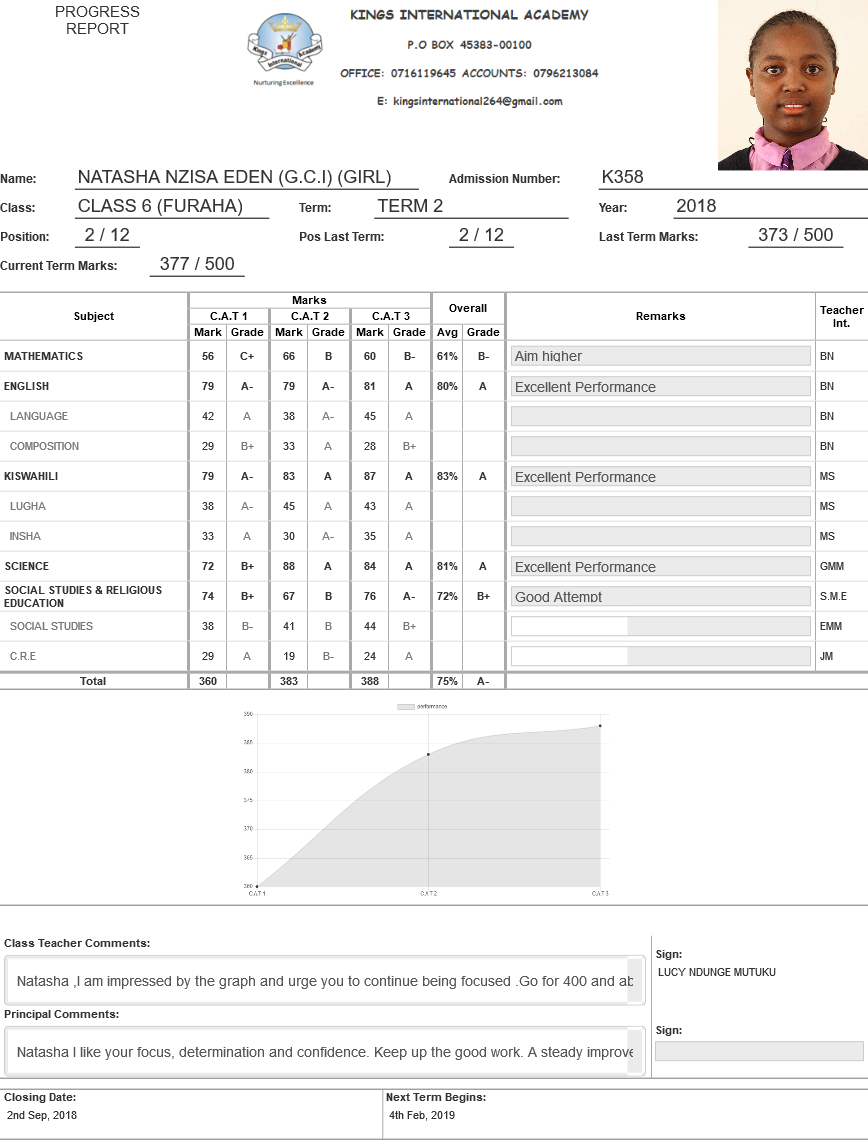 PROGRESS
REPORT
KINGS INTERNATIONAL ACADEMY
P.O BOX 45383-00100
OFFICE: 0716119645 ACCOUNTS: 0796213084
E: kingsinternational264@gmail.com
Kings International Academy
Nurturing Excellence
Name: NATASHA NZISA EDEN (G.C.I) (GIRL) Admission Number: K358
Class: CLASS 6 (FURAHA) Term: TERM 2 Year: 2018
Position: 2 / 12 Pos Last Term: 2 / 12 Last Term Marks: 373 / 500
Current Term Marks: 377 / 500
Subject Marks Overall Remarks Teacher Int.
C.A.T 1 C.A.T 2 C.A.T 3
Mark Grade Mark Grade Mark Grade Avg Grade
MATHEMATICS 56 C+ 66 B 60 B- 61% B- Aim higher BN
ENGLISH 79 A- 79 A- 81 A 80% A Excellent Performance BN
LANGUAGE 42 A 38 A- 45 A BN
COMPOSITION 29 B+ 33 A 28 B+ BN
KISWAHILI 79 A- 83 A 87 A 83% A Excellent Performance MS
LUGHA 38 A- 45 A 43 A MS
INSHA 33 A 30 A- 35 A MS
SCIENCE 72 B+ 88 A 84 A 81% A Excellent Performance GMM
SOCIAL STUDIES & RELIGIOUS EDUCATION 74 B+ 67 B 76 A- 72% B+ Good Attempt S.M.E
SOCIAL STUDIES 38 B- 41 B 44 B+ EMM
C.R.E 29 A 19 B- 24 A JM
Total 360 383 388 75% A-
performance
390
385
380
375
370
365
360
CAT1 CAT2 CAT3
Class Teacher Comments:
Natasha ,I am impressed by the graph and urge you to continue being focused .Go for 400 and ab
Sign:
LUCY NDUNGE MUTUKU
Principal Comments:
Natasha I like your focus, determination and confidence. Keep up the good work. A steady improve
Sign:
Closing Date: Next Term Begins:
2nd Sep, 2018 4th Feb, 2019